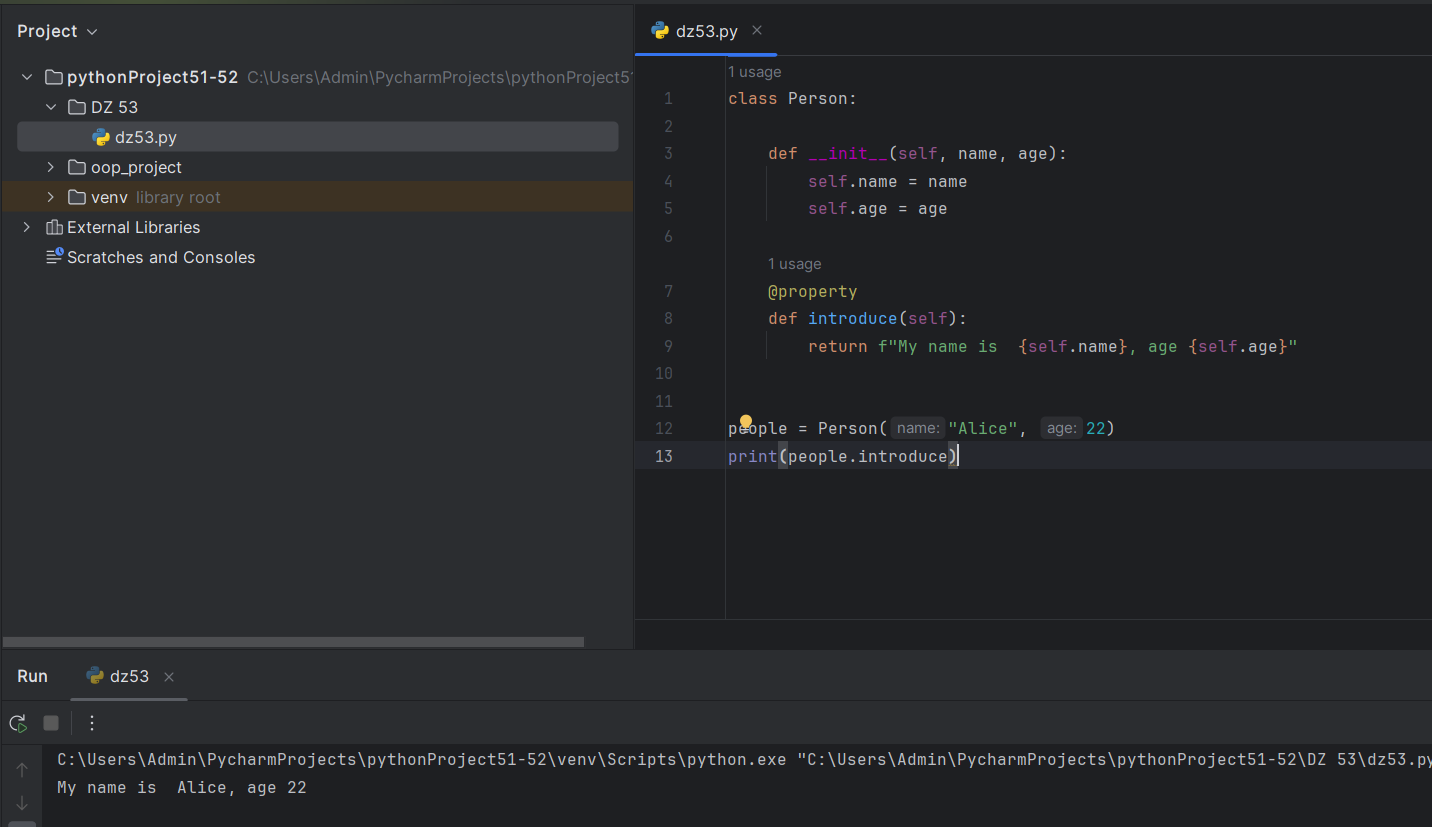 Project
pythonProject51-52 C:\Users\Admin\PycharmProjects\pythonProject51
DZ 53
dz53.py
oop_project
venv library root
External Libraries
Scratches and Consoles
dz53.py
1 usage
1 class Person:
2
3     def __init__(self, name, age):
4         self.name = name
5         self.age = age
6
1 usage
7     @property
8     def introduce(self):
9         return f"My name is  {self.name}, age {self.age}"
10
11
12 people = Person( name: "Alice", age: 22)
13 print(people.introduce)
Run dz53
C:\Users\Admin\PycharmProjects\pythonProject51-52\venv\Scripts\python.exe "C:\Users\Admin\PycharmProjects\pythonProject51-52\DZ 53\dz53.py
My name is  Alice, age 22